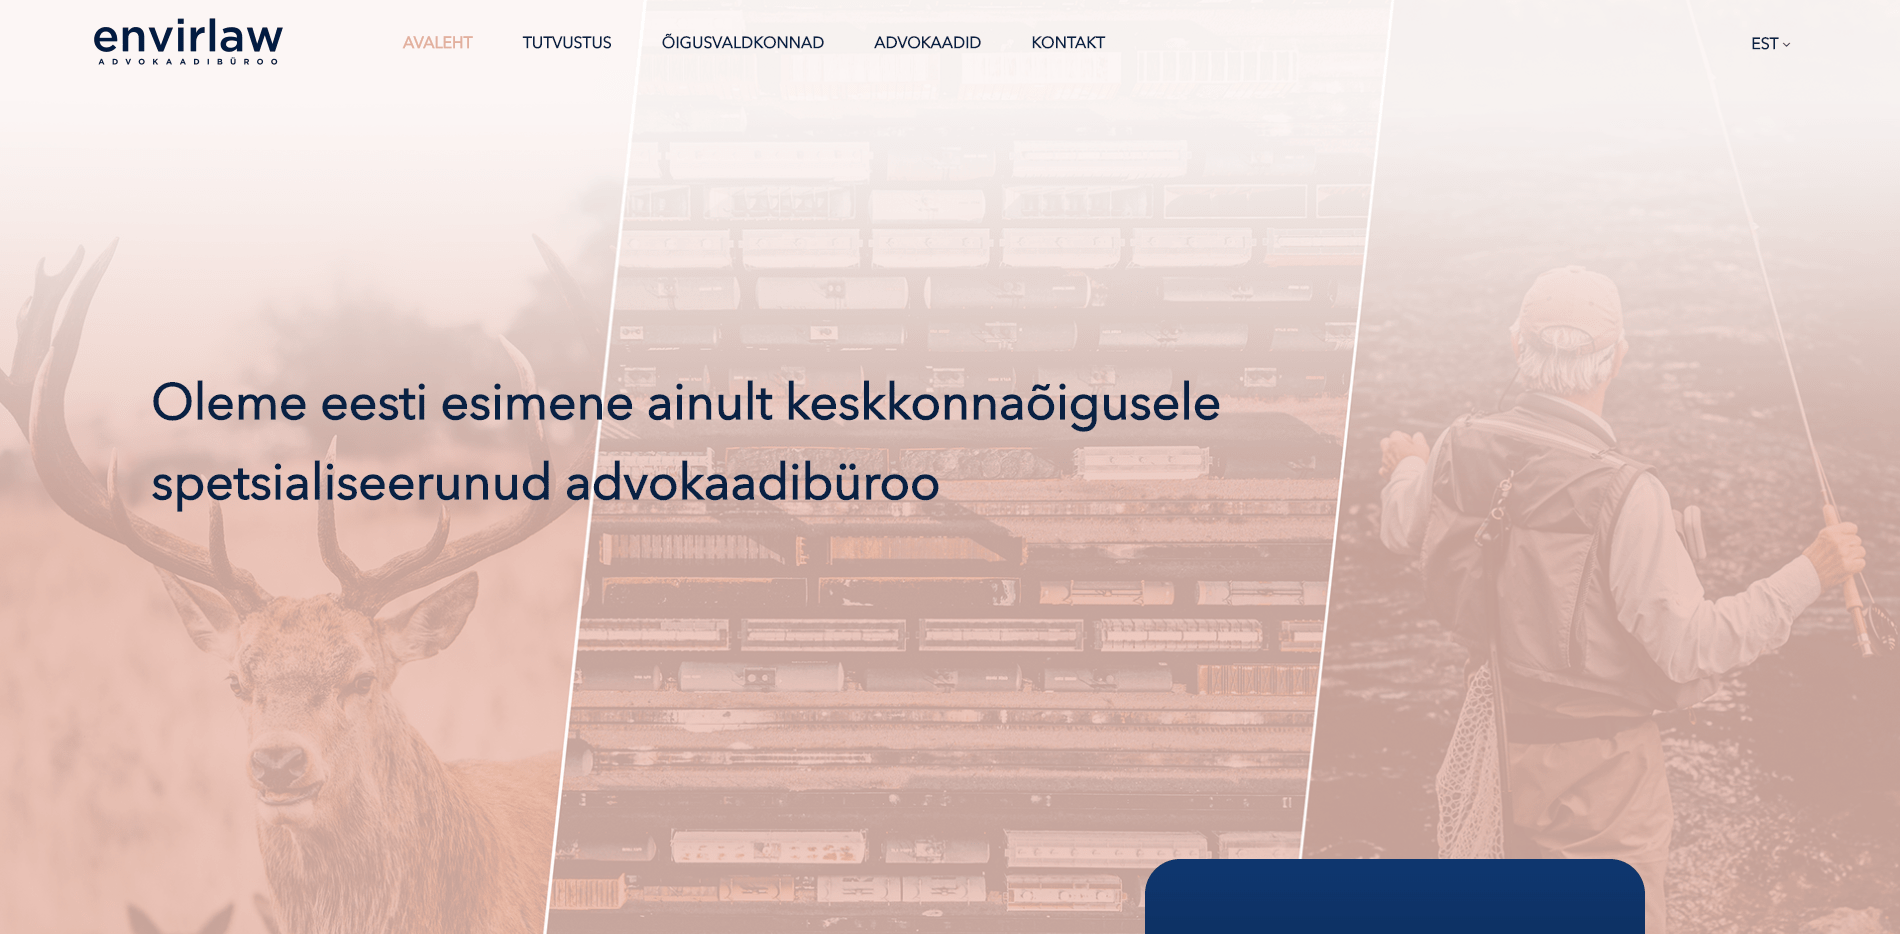 envirlaw
ADVOKAADIBÜROO
AVALEHT TUTVUSTUS ÕIGUSVALDKONNAD ADVOKAADID KONTAKT EST
Oleme eesti esimene ainult keskkonnaõigusele
spetsialiseerunud advokaadibüroo